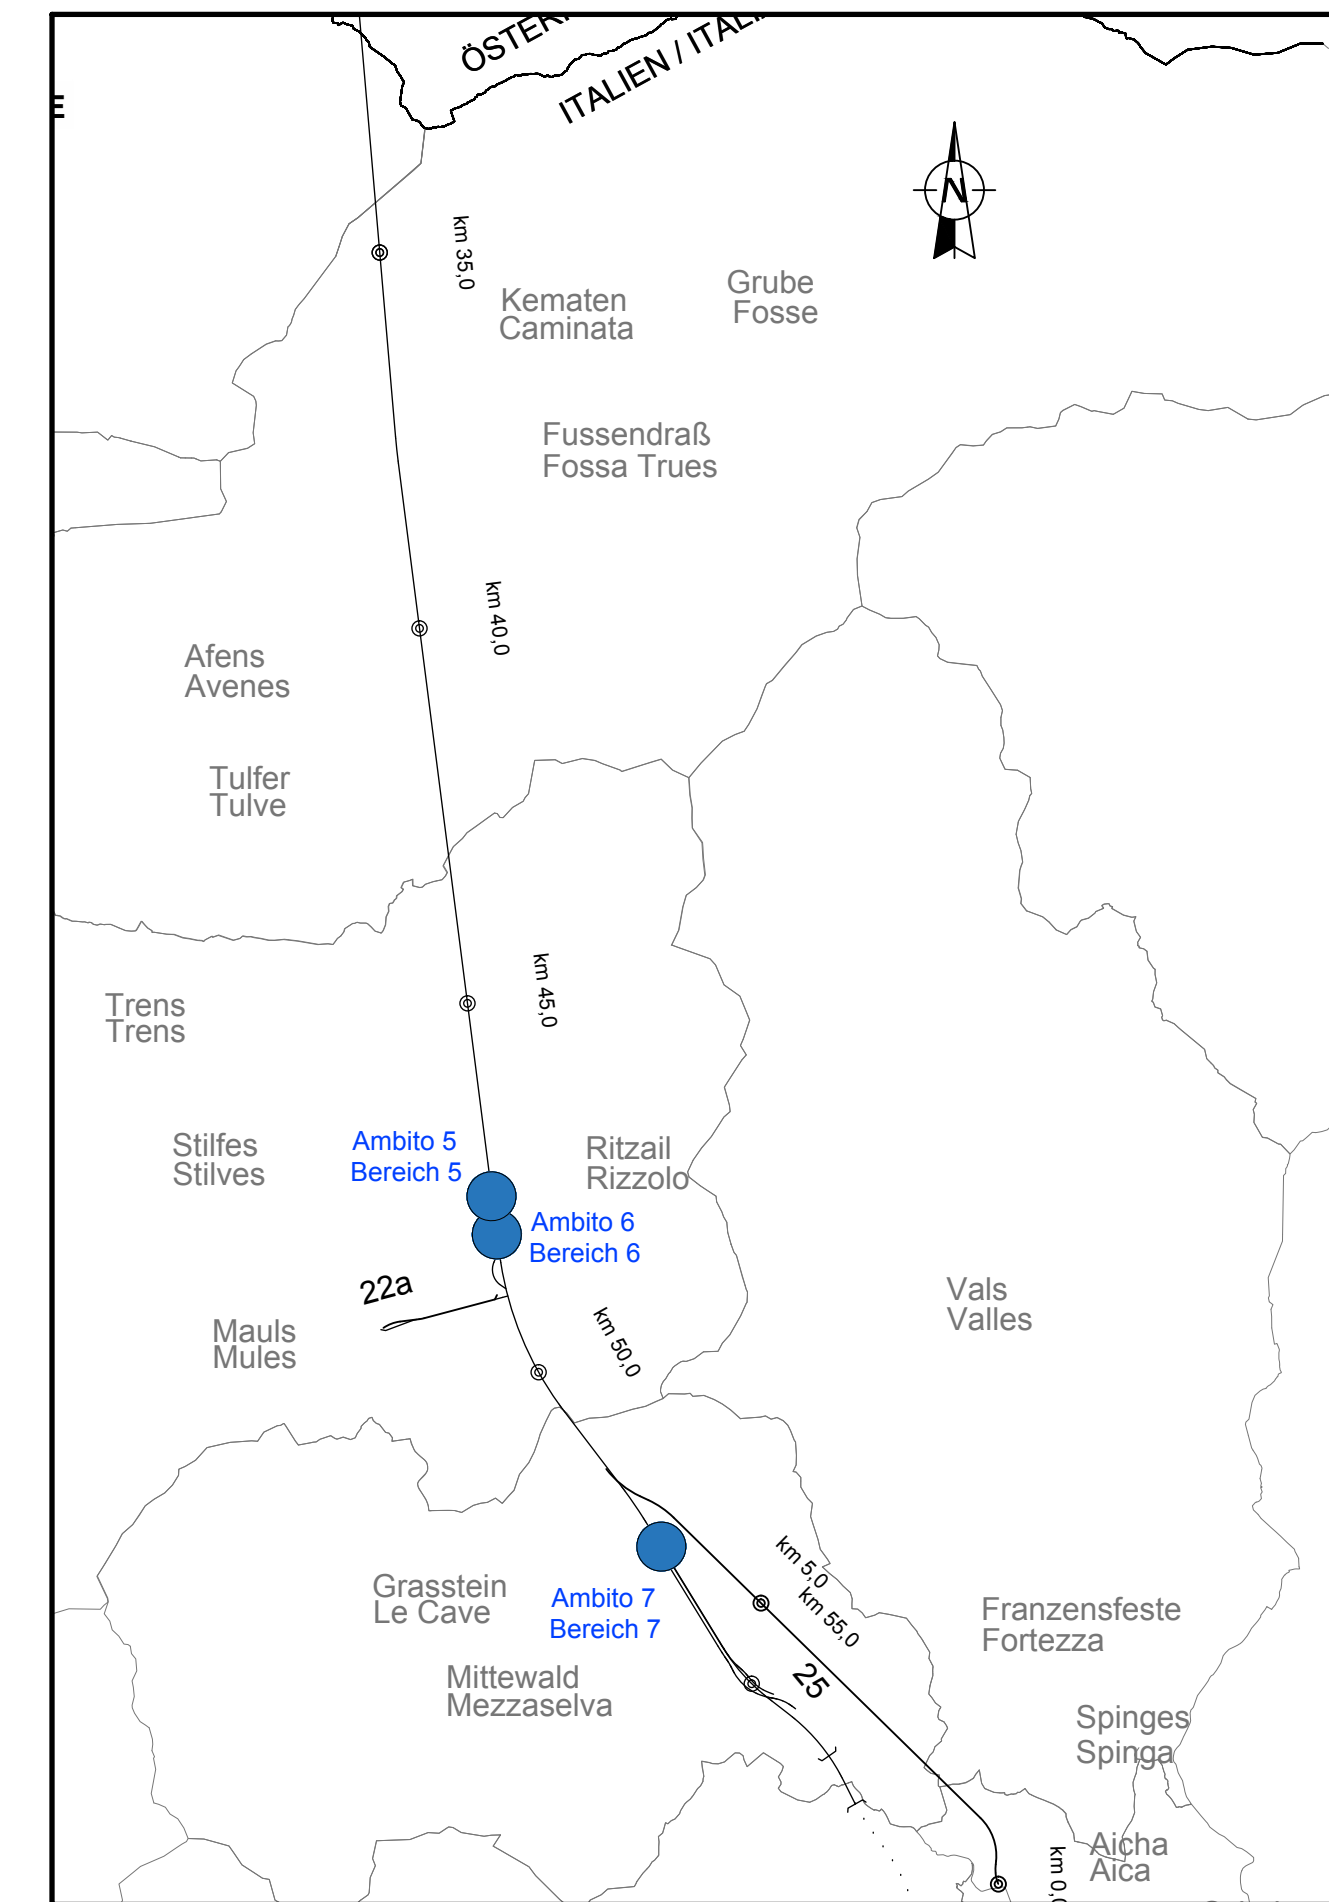 ITALIEN /
E
N
km 35,0
Kematen
Caminata
Grube
Fosse
Fussendraß
Fossa Trues
km 40,0
Afens
Avenes
Tulfer
Tulve
km 45,0
Trens
Trens
Stilfes
Stilves
Ambito 5
Bereich 5
Ritzail
Rizzolo
Ambito 6
Bereich 6
22a
Vals
Valles
Mauls
Mules
km 50,0
km 5,0
km 55,0
Grasstein
Le Cave
Ambito 7
Bereich 7
Franzensfeste
Fortezza
25
Mittewald
Mezzaselva
Spinges
Spinga
Aicha
Aica
km 0,0